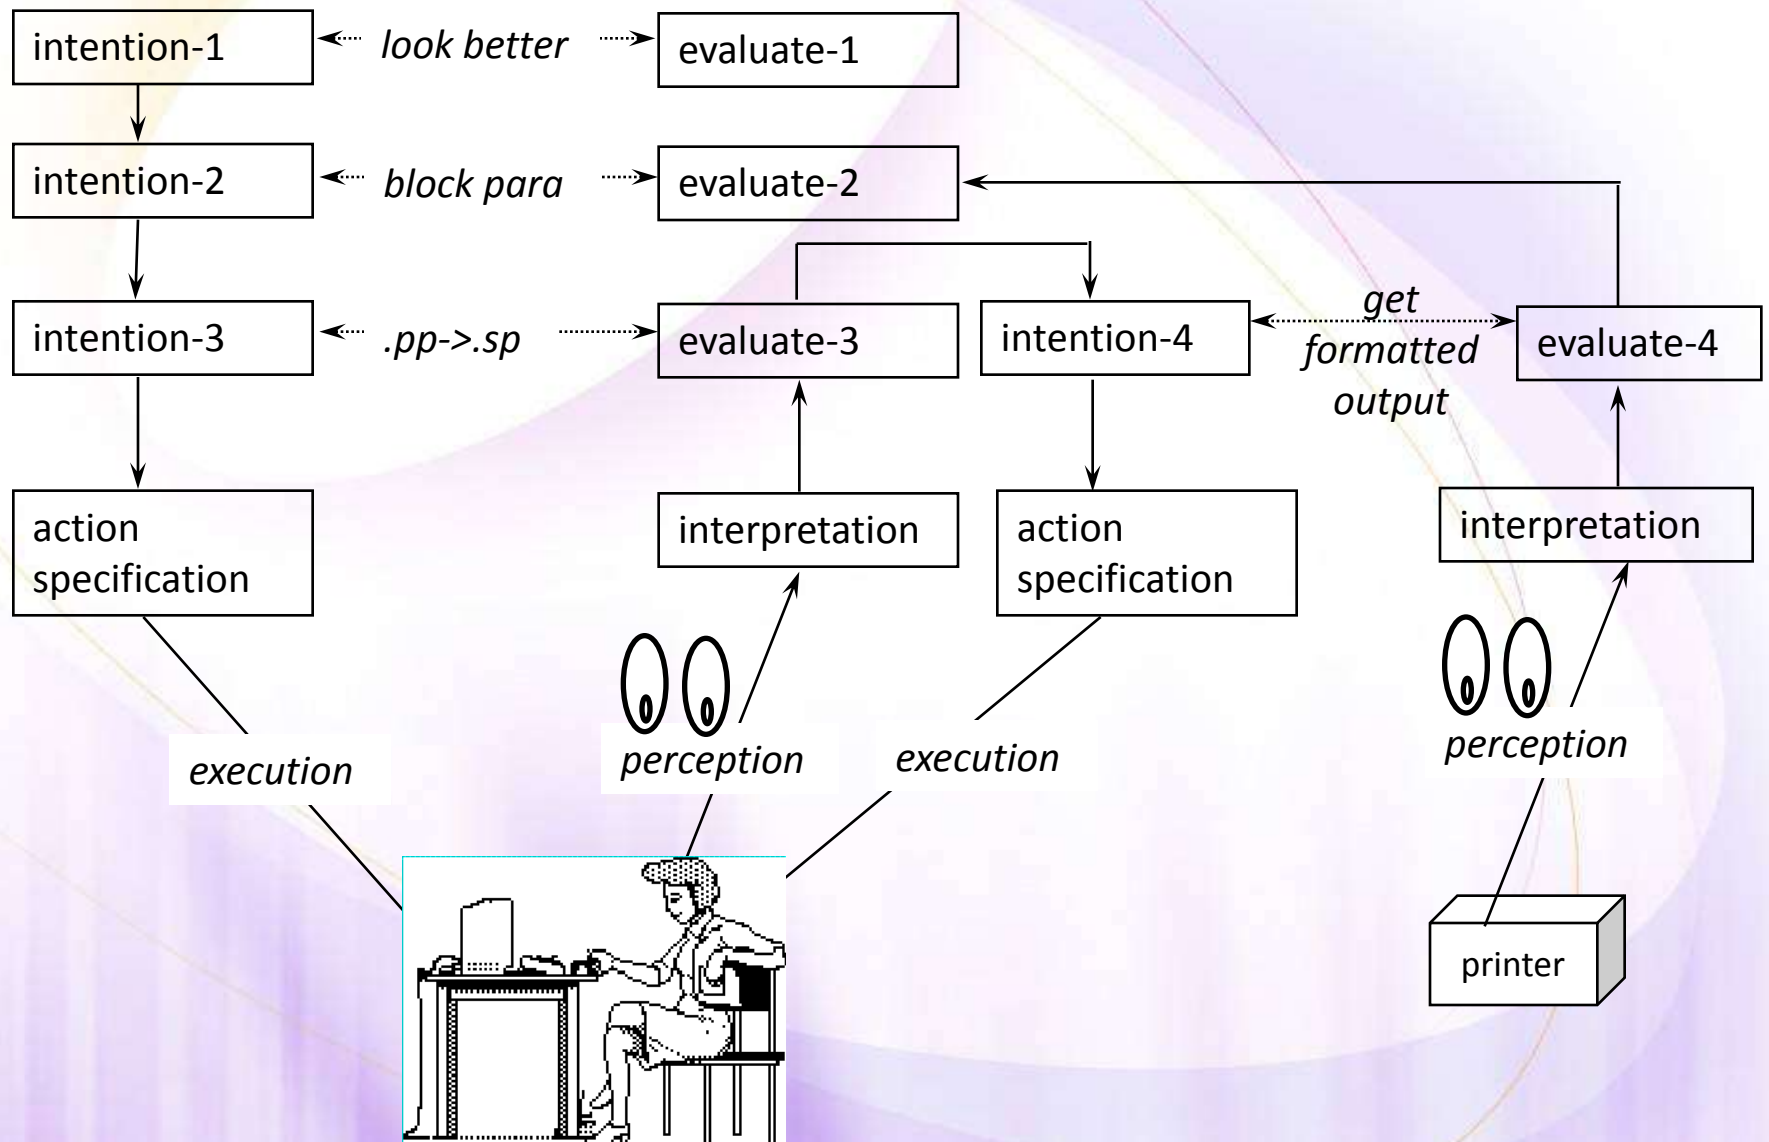 intention-1
look better
evaluate-1
intention-2
block para
evaluate-2
intention-3
.pp->.sp
evaluate-3
intention-4
get
formatted
output
evaluate-4
action
specification
interpretation
action
specification
interpretation
execution
perception
execution
perception
printer